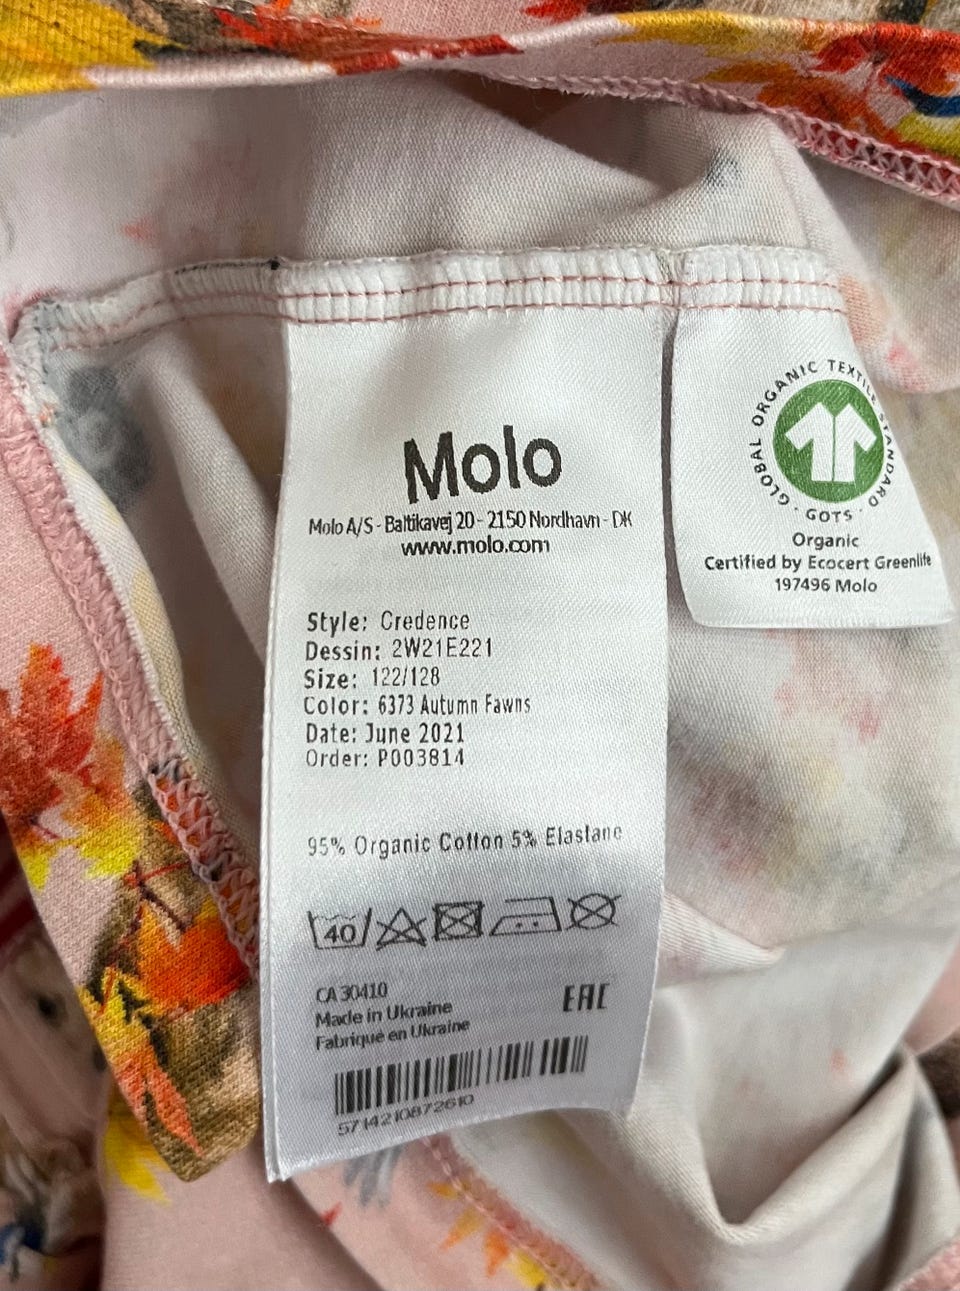 Molo
Molo A/S - Baltikavej 20 - 2150 Nordhavn - DK
www.molo.com
Style: Credence
Dessin: 2W21E221
Size: 122/128
Color: 6373 Autumn Fawns
Date: June 2021
Order: P003814
95% Organic Cotton 5% Elastane
40
CA 30410
Made in Ukraine
Fabriqué en Ukraine
EAC
5714210872610
GLOBAL ORGANIC TEXTILE STANDARD
· GOTS ·
Organic
Certified by Ecocert Greenlife
197496 Molo